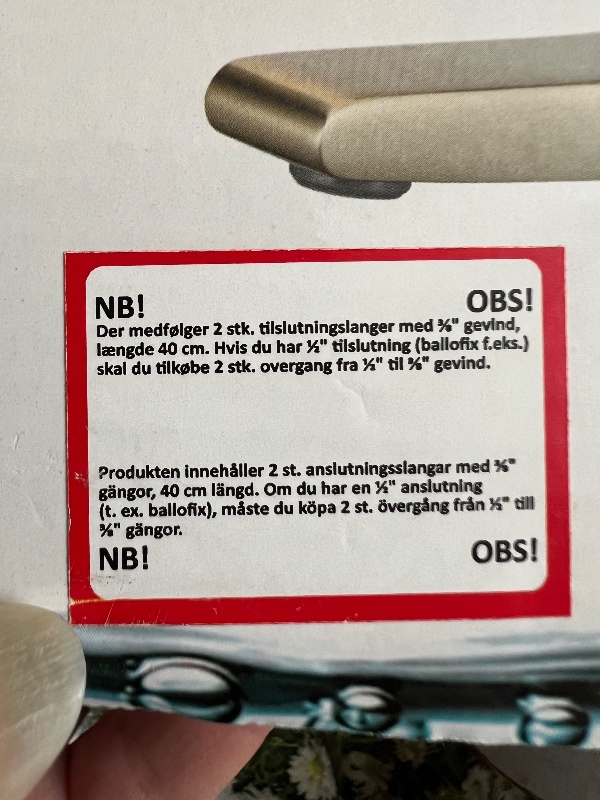 NB! OBS!
Der medfølger 2 stk. tilslutningslanger med ⅜" gevind,
længde 40 cm. Hvis du har ½" tilslutning (ballofix f.eks.)
skal du tilkøbe 2 stk. overgang fra ½" til ⅜" gevind.
Produkten innehåller 2 st. anslutningsslangar med ⅜"
gängor, 40 cm längd. Om du har en ½" anslutning
(t. ex. ballofix), måste du köpa 2 st. övergång från ½" till
⅜" gängor.
NB! OBS!